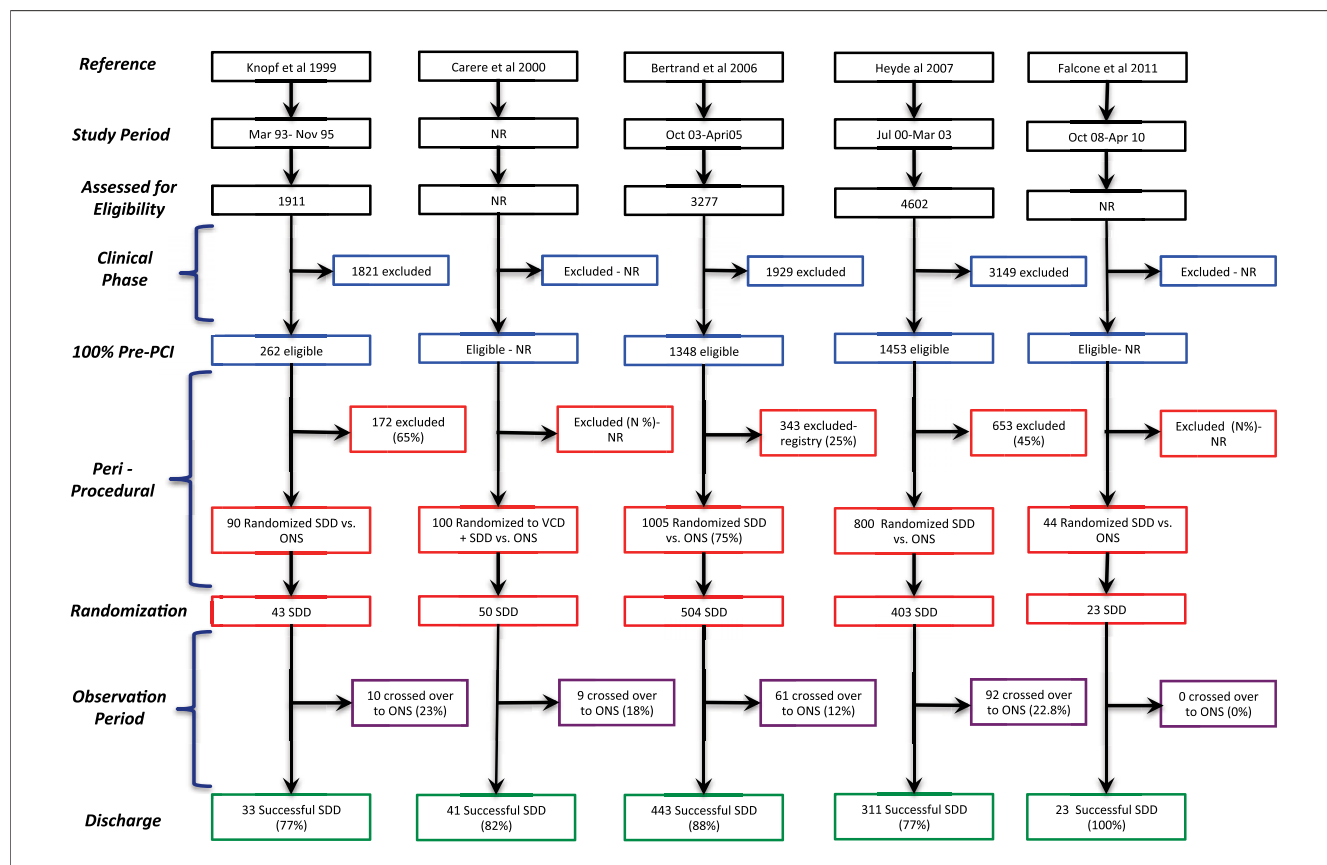 Reference
Knopf et al 1999
Carere et al 2000
Bertrand et al 2006
Heyde al 2007
Falcone et al 2011
Study Period
Mar 93- Nov 95
NR
Oct 03-Apri05
Jul 00-Mar 03
Oct 08-Apr 10
Assessed for
Eligibility
1911
NR
3277
4602
NR
Clinical
Phase
1821 excluded
Excluded - NR
1929 excluded
3149 excluded
Excluded - NR
100% Pre-PCI
262 eligible
Eligible - NR
1348 eligible
1453 eligible
Eligible- NR
Peri -
Procedural
172 excluded
(65%)
Excluded (N %)-
NR
343 excluded-
registry (25%)
653 excluded
(45%)
Excluded (N%)-
NR
90 Randomized SDD vs.
ONS
100 Randomized to VCD
+ SDD vs. ONS
1005 Randomized SDD
vs. ONS (75%)
800 Randomized SDD
vs. ONS
44 Randomized SDD vs.
ONS
Randomization
43 SDD
50 SDD
504 SDD
403 SDD
23 SDD
Observation
Period
10 crossed over
to ONS (23%)
9 crossed over
to ONS (18%)
61 crossed over
to ONS (12%)
92 crossed over
to ONS (22.8%)
0 crossed over
to ONS (0%)
Discharge
33 Successful SDD
(77%)
41 Successful SDD
(82%)
443 Successful SDD
(88%)
311 Successful SDD
(77%)
23 Successful SDD
(100%)